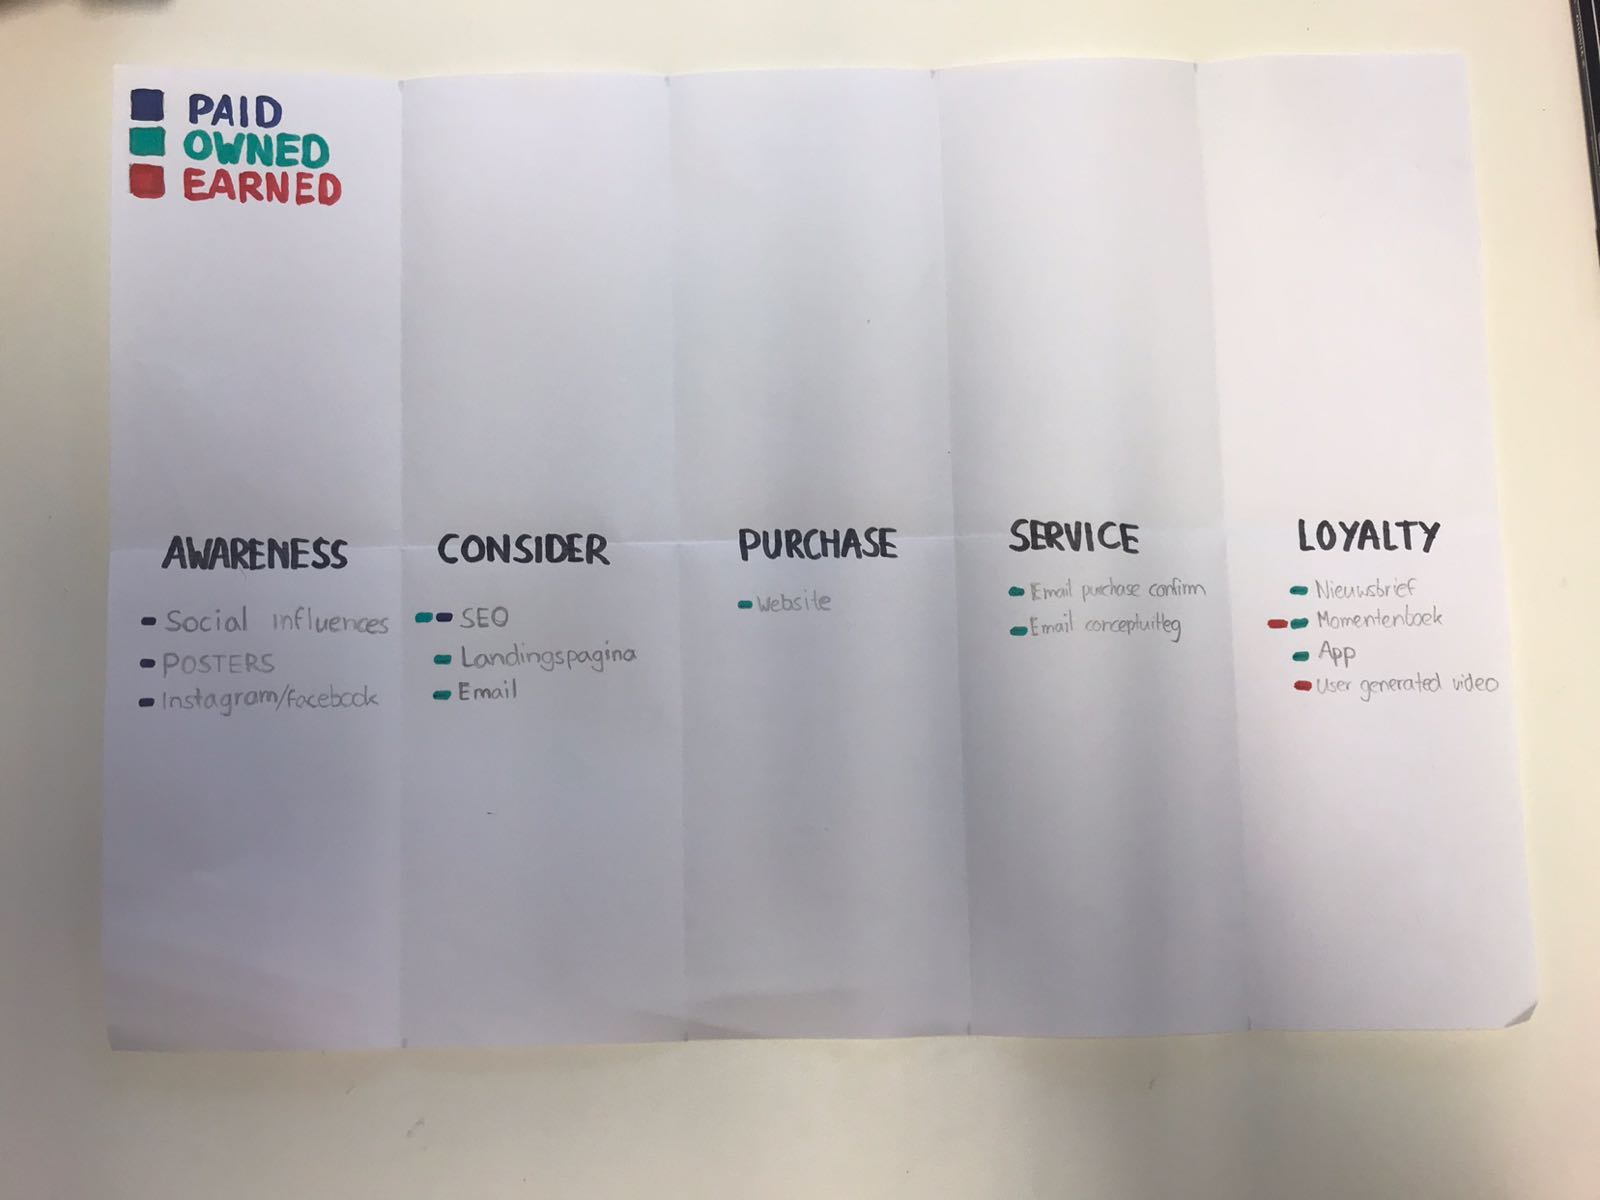 PAID
OWNED
EARNED
AWARENESS
Social influences
POSTERS
Instagram/facebook
CONSIDER
SEO
Landingspagina
Email
PURCHASE
Website
SERVICE
Email purchase confirm
Email conceptuitleg
LOYALTY
Nieuwsbrief
Momentenboek
App
User generated video